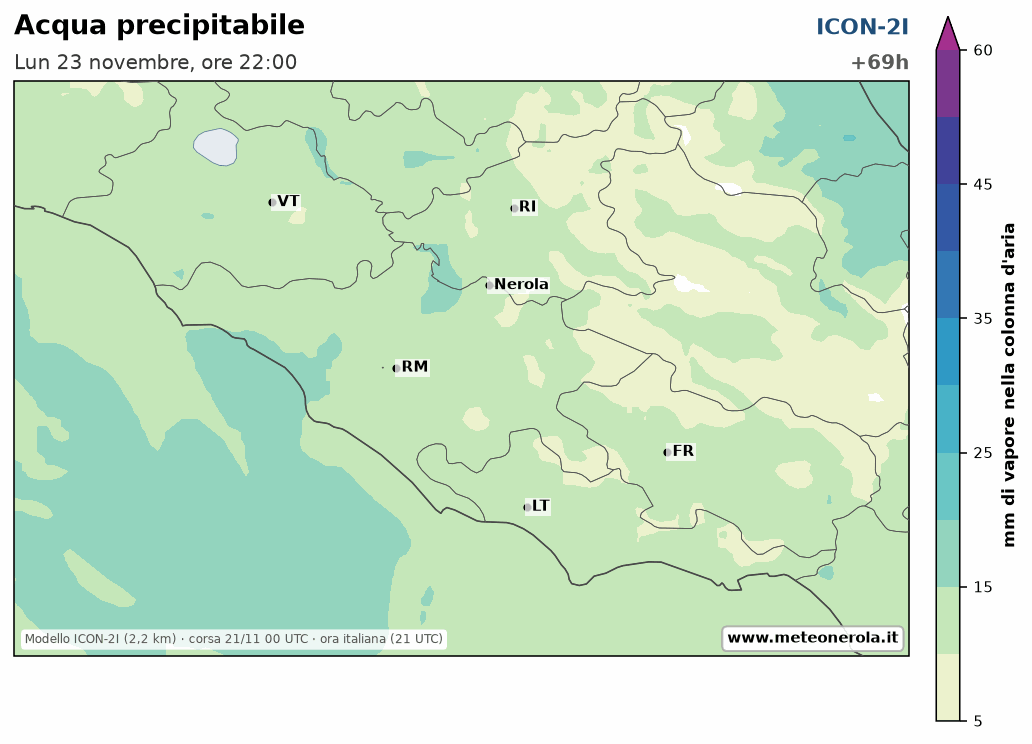 Acqua precipitabile
ICON-2I
Lun 23 novembre, ore 22:00
+69h
60
45
35
25
15
5
mm di vapore nella colonna d'aria
VT
RI
Nerola
RM
FR
LT
Modello ICON-2I (2,2 km) · corsa 21/11 00 UTC · ora italiana (21 UTC)
www.meteonerola.it